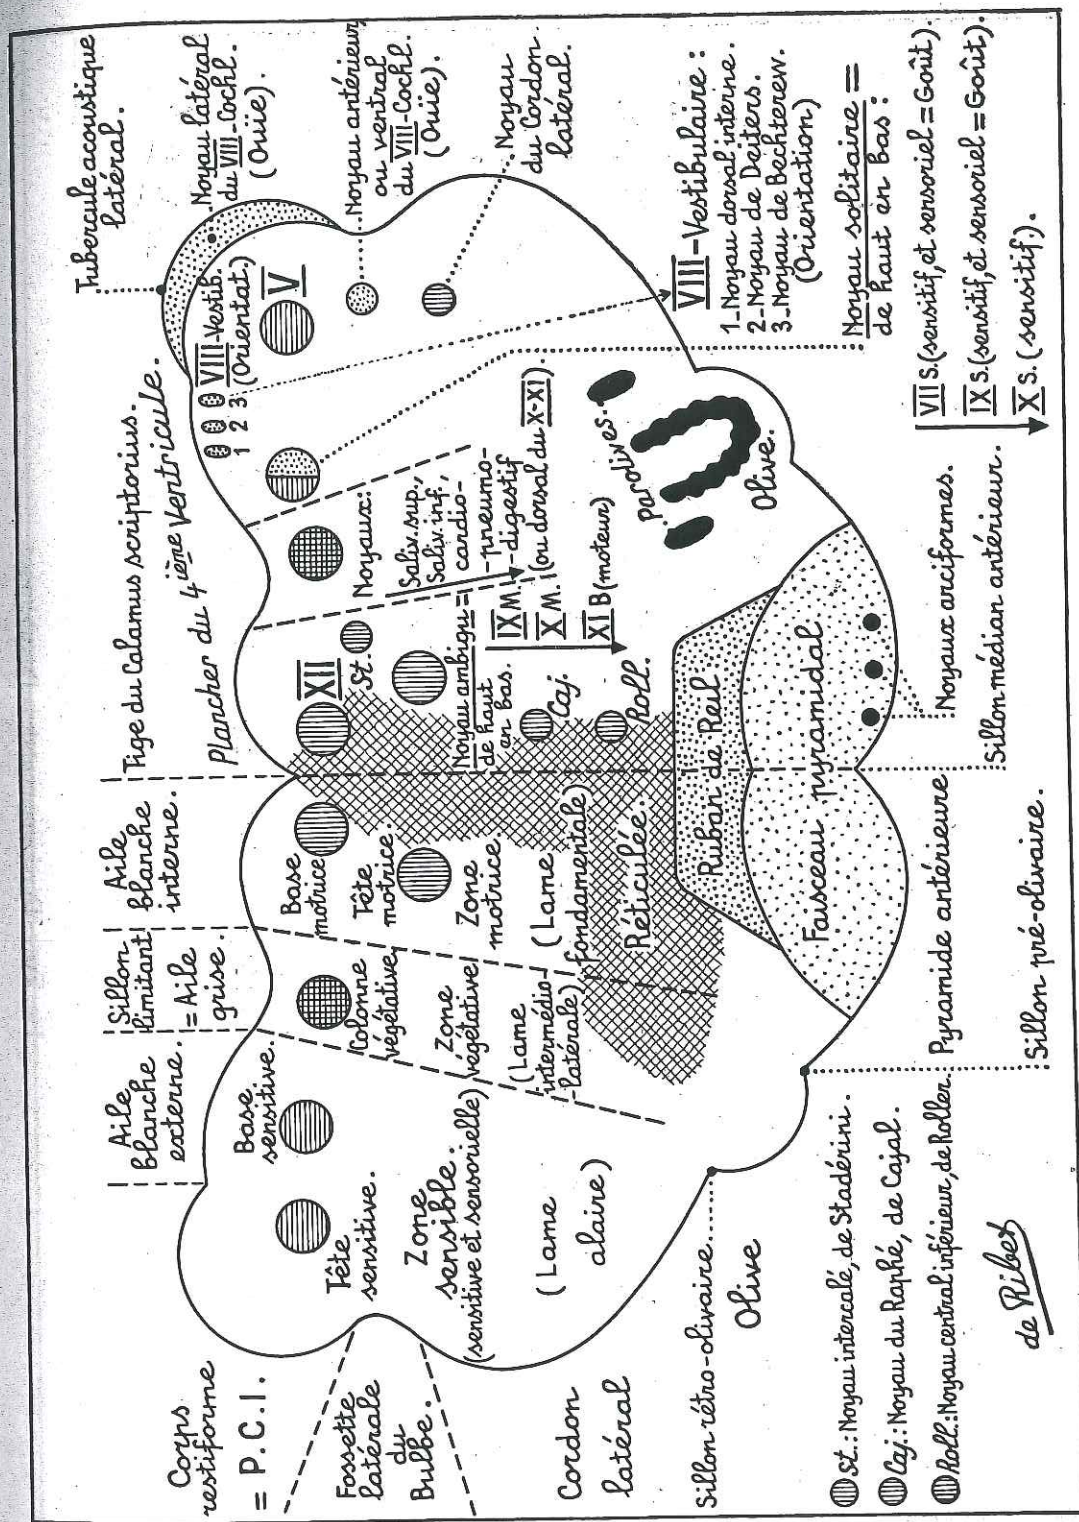 Corps
restiforme
= P.C.I.
Fossette
latérale
du
Bulbe.
Cordon
latéral
Sillon rétro-olivaire
Olive
Aile
blanche
externe.
Sillon
limitant
= Aile
grise.
Aile
blanche
interne.
Tige du Calamus scriptorius.
Plancher du 4ième Ventricule.
Tubercule acoustique
latéral.
Noyau latéral
du VIII-Cochl.
(Ouïe).
Noyau antérieur
ou ventral
du VIII-Cochl.
(Ouïe).
Noyau
du Cordon
latéral.
Tête
sensitive.
Base
sensitive.
Zone
sensible.
(sensitive et sensorielle)
(Lame
alaire)
Colonne
végétative
Zone
végétative
(Lame
intermédio-
-latérale)
Base
motrice
Tête
motrice.
Zone
motrice.
(Lame
fondamentale)
Réticulée.
Ruban de Reil
Faisceau pyramidal
XII
St.
Noyau ambigu =
de haut
en bas.
IX M.
X M.
XI B (moteur)
Caj.
Roll.
Noyaux:
Saliv. sup.,
Saliv. inf.,
cardio-
-pneumo-
-digestif
(ou dorsal du X-XI).
1 2 3
VIII-Vestib.
(Orientat.)
V
Parolives.
Olive.
VIII-Vestibulaire:
1-Noyau dorsal interne.
2-Noyau de Deiters.
3-Noyau de Bechterew.
(Orientation)
Noyau solitaire =
de haut en bas:
VII S. (sensitif, et sensoriel = Goût).
IX S. (sensitif, et sensoriel = Goût).
X S. (sensitif).
Noyaux arciformes.
Sillon médian antérieur.
Pyramide antérieure
Sillon pré-olivaire.
St.: Noyau intercalé, de Stadérini.
Caj.: Noyau du Raphé, de Cajal.
Roll.: Noyau central inférieur, de Roller.
de Ribet